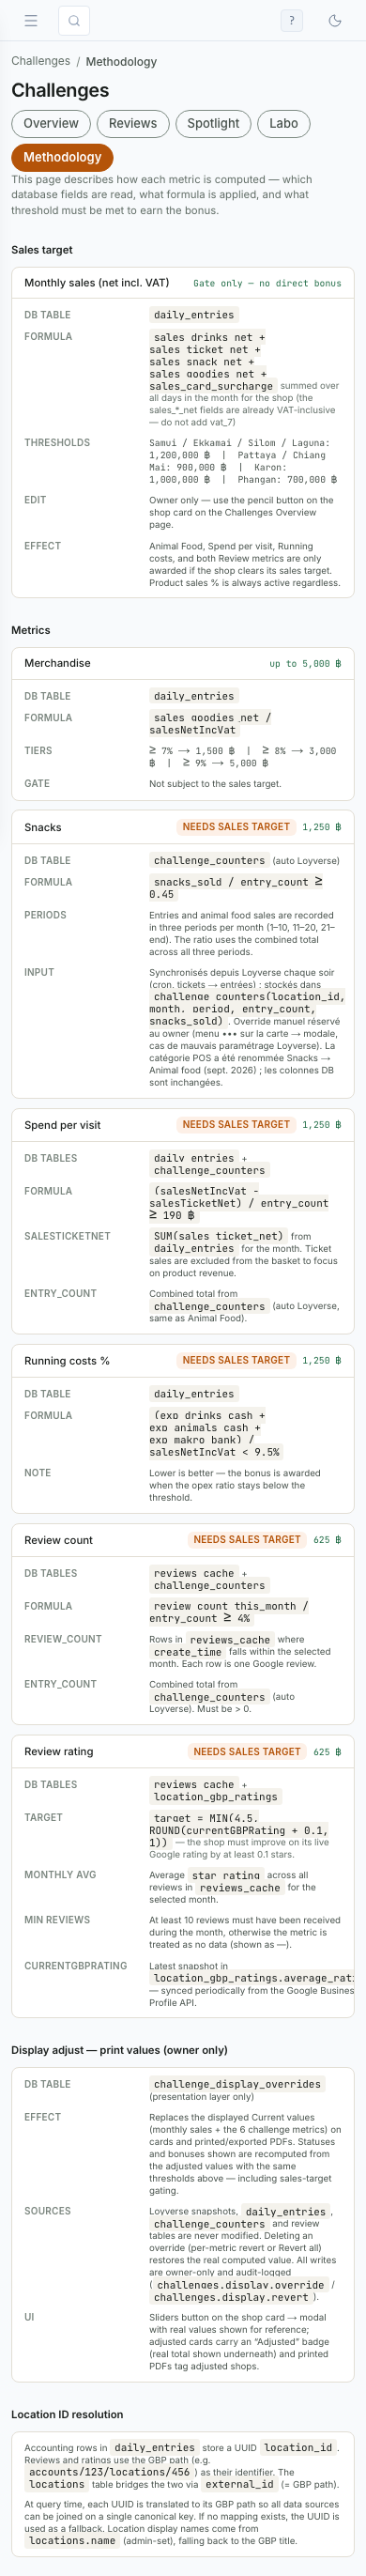 ?
Challenges / Methodology
Challenges
Overview
Reviews
Spotlight
Labo
Methodology
This page describes how each metric is computed — which
database fields are read, what formula is applied, and what
threshold must be met to earn the bonus.
Sales target
Monthly sales (net incl. VAT)
Gate only — no direct bonus
DB TABLE
daily_entries
FORMULA
sales_drinks_net +
sales_ticket_net +
sales_snack_net +
sales_goodies_net +
sales_card_surcharge summed over
all days in the month for the shop (the
sales_*_net fields are already VAT-inclusive
— do not add vat_7)
THRESHOLDS
Samui / Ekkamai / Silom / Laguna:
1,200,000 ฿ | Pattaya / Chiang
Mai: 900,000 ฿ | Karon:
1,000,000 ฿ | Phangan: 700,000 ฿
EDIT
Owner only — use the pencil button on the
shop card on the Challenges Overview
page.
EFFECT
Animal Food, Spend per visit, Running
costs, and both Review metrics are only
awarded if the shop clears its sales target.
Product sales % is always active regardless.
Metrics
Merchandise
up to 5,000 ฿
DB TABLE
daily_entries
FORMULA
sales_goodies_net /
salesNetIncVat
TIERS
≥ 7% → 1,500 ฿ | ≥ 8% → 3,000
฿ | ≥ 9% → 5,000 ฿
GATE
Not subject to the sales target.
Snacks
NEEDS SALES TARGET 1,250 ฿
DB TABLE
challenge_counters (auto Loyverse)
FORMULA
snacks_sold / entry_count ≥
0.45
PERIODS
Entries and animal food sales are recorded
in three periods per month (1–10, 11–20, 21–
end). The ratio uses the combined total
across all three periods.
INPUT
Synchronisés depuis Loyverse chaque soir
(cron, tickets → entrées) ; stockés dans
challenge_counters(location_id,
month, period, entry_count,
snacks_sold) . Override manuel réservé
au owner (menu ••• sur la carte → modale,
cas de mauvais paramétrage Loyverse). La
catégorie POS a été renommée Snacks →
Animal food (sept. 2026) ; les colonnes DB
sont inchangées.
Spend per visit
NEEDS SALES TARGET 1,250 ฿
DB TABLES
daily_entries +
challenge_counters
FORMULA
(salesNetIncVat -
salesTicketNet) / entry_count
≥ 190 ฿
SALESTICKETNET
SUM(sales_ticket_net) from
daily_entries for the month. Ticket
sales are excluded from the basket to focus
on product revenue.
ENTRY_COUNT
Combined total from
challenge_counters (auto Loyverse,
same as Animal Food).
Running costs %
NEEDS SALES TARGET 1,250 ฿
DB TABLE
daily_entries
FORMULA
(exp_drinks_cash +
exp_animals_cash +
exp_makro_bank) /
salesNetIncVat < 9.5%
NOTE
Lower is better — the bonus is awarded
when the opex ratio stays below the
threshold.
Review count
NEEDS SALES TARGET 625 ฿
DB TABLES
reviews_cache +
challenge_counters
FORMULA
review_count_this_month /
entry_count ≥ 4%
REVIEW_COUNT
Rows in reviews_cache where
create_time falls within the selected
month. Each row is one Google review.
ENTRY_COUNT
Combined total from
challenge_counters (auto
Loyverse). Must be > 0.
Review rating
NEEDS SALES TARGET 625 ฿
DB TABLES
reviews_cache +
location_gbp_ratings
TARGET
target = MIN(4.5,
ROUND(currentGBPRating + 0.1,
1)) — the shop must improve on its live
Google rating by at least 0.1 stars.
MONTHLY AVG
Average star_rating across all
reviews in reviews_cache for the
selected month.
MIN REVIEWS
At least 10 reviews must have been received
during the month, otherwise the metric is
treated as no data (shown as —).
CURRENTGBPRATING
Latest snapshot in
location_gbp_ratings.average_rati
— synced periodically from the Google Busines
Profile API.
Display adjust — print values (owner only)
DB TABLE
challenge_display_overrides
(presentation layer only)
EFFECT
Replaces the displayed Current values
(monthly sales + the 6 challenge metrics) on
cards and printed/exported PDFs. Statuses
and bonuses shown are recomputed from
the adjusted values with the same
thresholds above — including sales-target
gating.
SOURCES
Loyverse snapshots, daily_entries ,
challenge_counters and review
tables are never modified. Deleting an
override (per-metric revert or Revert all)
restores the real computed value. All writes
are owner-only and audit-logged
( challenges.display.override /
challenges.display.revert ).
UI
Sliders button on the shop card → modal
with real values shown for reference;
adjusted cards carry an “Adjusted” badge
(real total shown underneath) and printed
PDFs tag adjusted shops.
Location ID resolution
Accounting rows in daily_entries store a UUID location_id .
Reviews and ratings use the GBP path (e.g.
accounts/123/locations/456 ) as their identifier. The
locations table bridges the two via external_id (= GBP path).
At query time, each UUID is translated to its GBP path so all data sources
can be joined on a single canonical key. If no mapping exists, the UUID is
used as a fallback. Location display names come from
locations.name (admin-set), falling back to the GBP title.